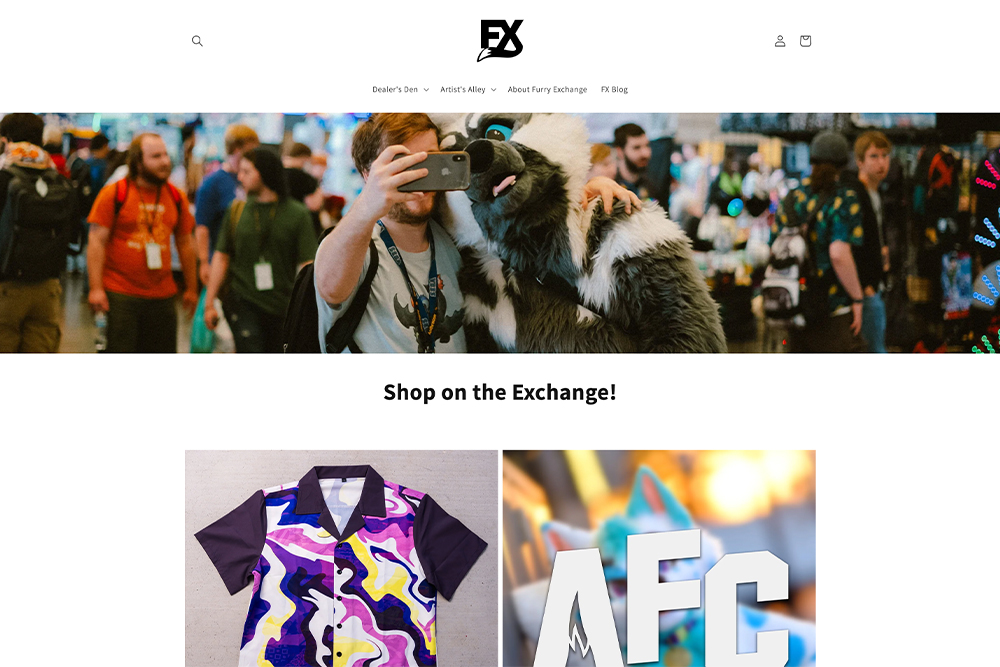 FX
Dealer's Den
Artist's Alley
About Furry Exchange
FX Blog
Shop on the Exchange!
AFC